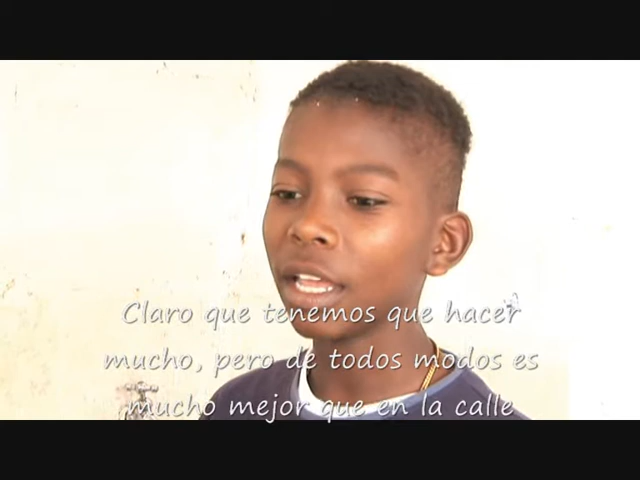 Claro que tenemos que hacer
mucho, pero de todos modos es
mucho mejor que en la calle